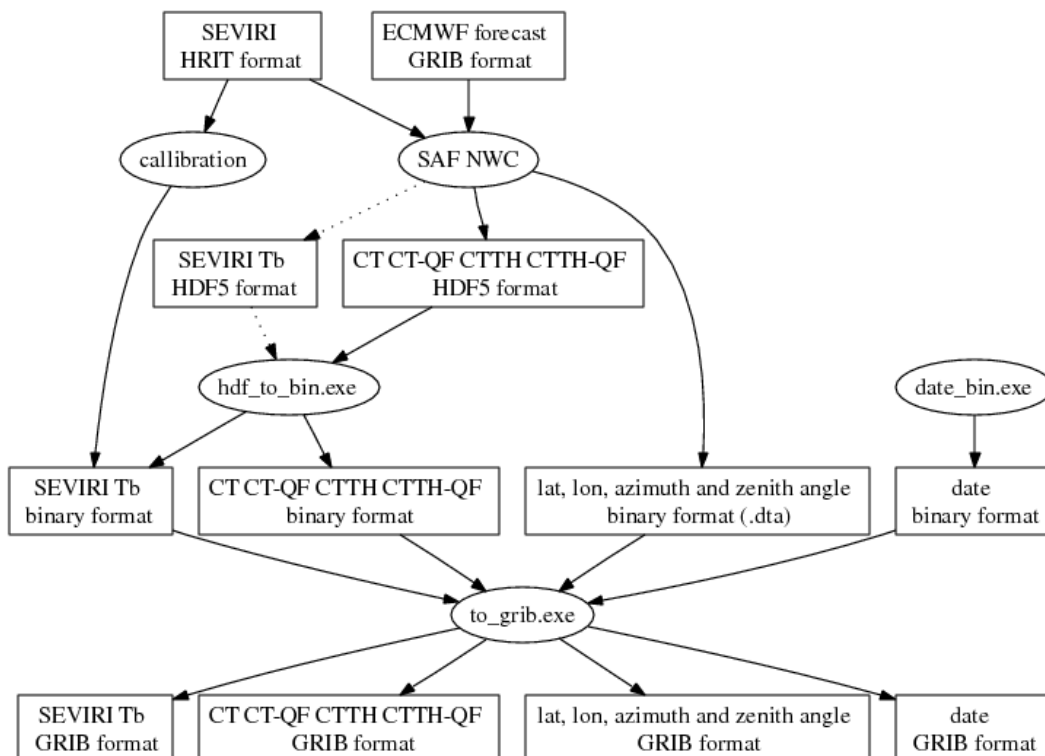 SEVIRI
HRIT format
ECMWF forecast
GRIB format
callibration
SAF NWC
SEVIRI Tb
HDF5 format
CT CT-QF CTTH CTTH-QF
HDF5 format
hdf_to_bin.exe
date_bin.exe
SEVIRI Tb
binary format
CT CT-QF CTTH CTTH-QF
binary format
lat, lon, azimuth and zenith angle
binary format (.dta)
date
binary format
to_grib.exe
SEVIRI Tb
GRIB format
CT CT-QF CTTH CTTH-QF
GRIB format
lat, lon, azimuth and zenith angle
GRIB format
date
GRIB format